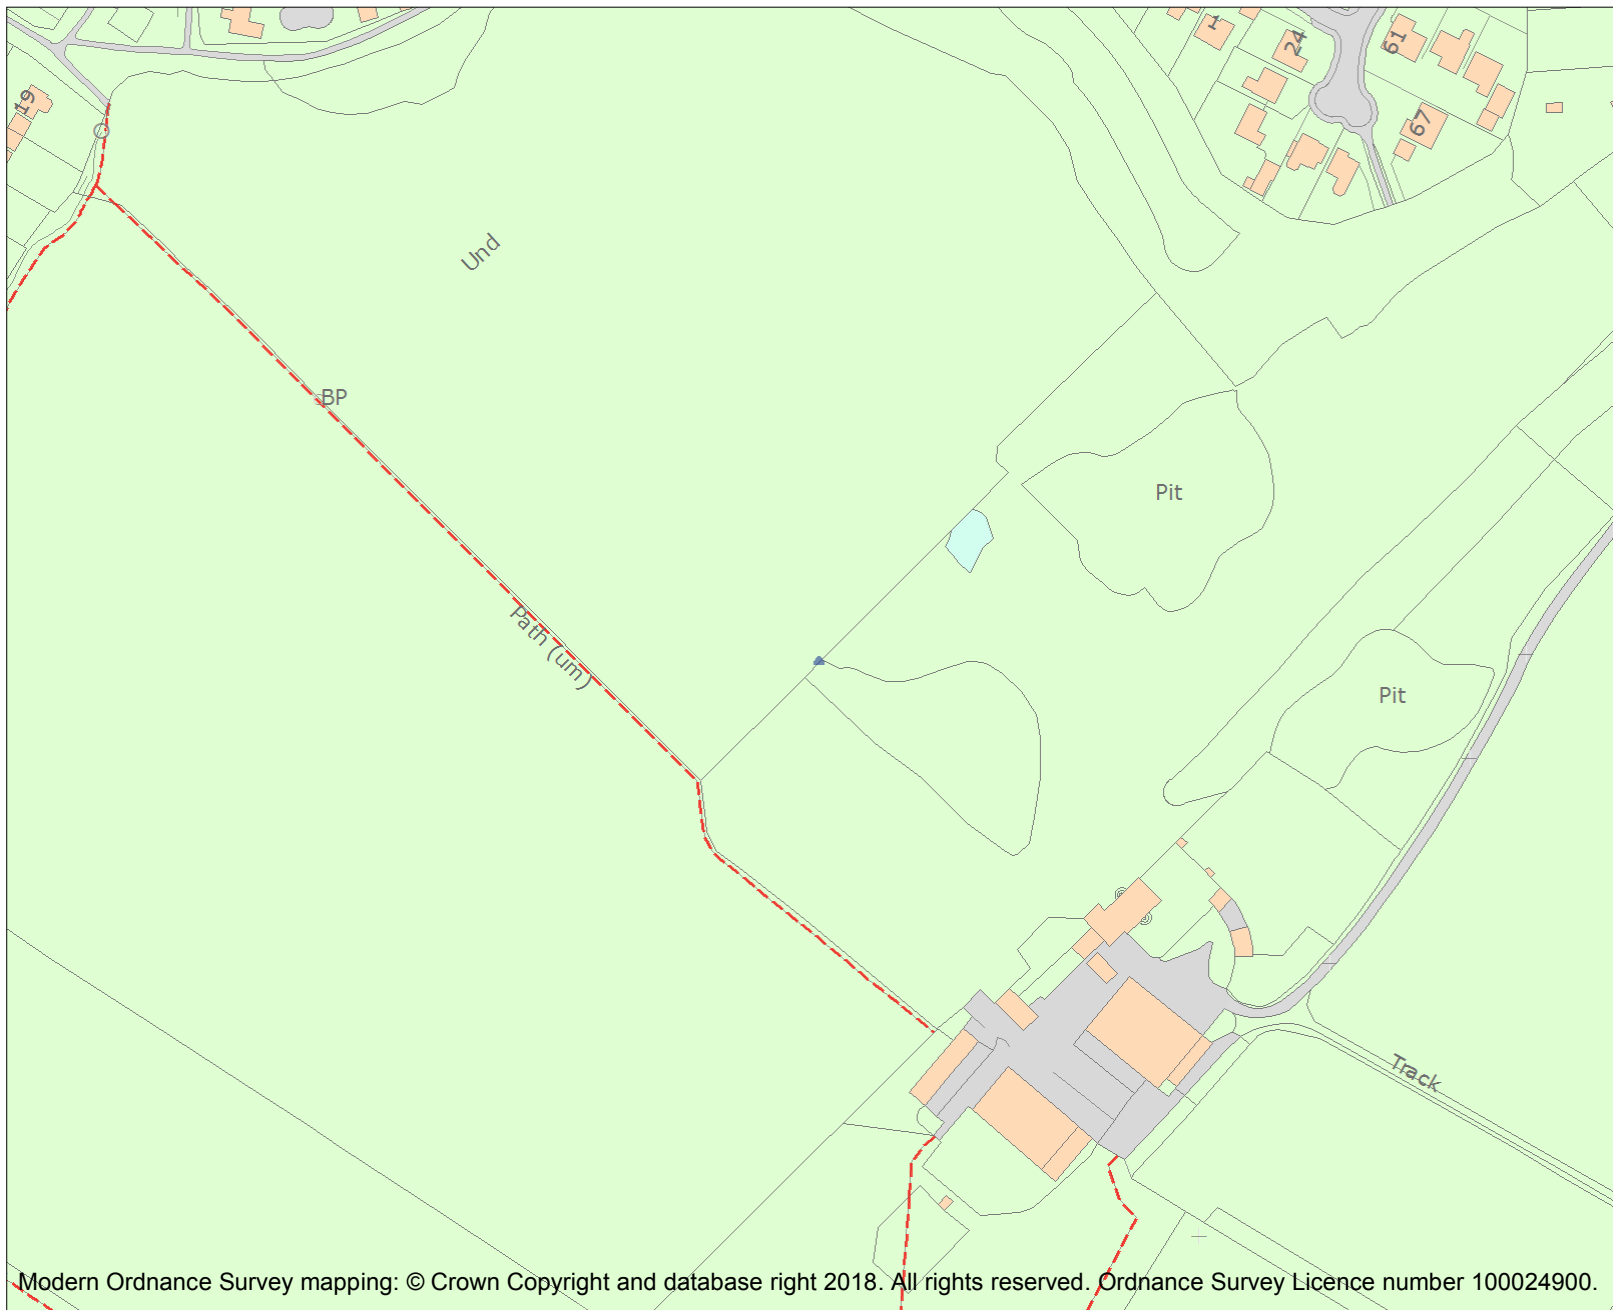 1
24
61
19
67
Und
BP
Pit
Path (um)
Pit
Track
Modern Ordnance Survey mapping: © Crown Copyright and database right 2018. All rights reserved. Ordnance Survey Licence number 100024900.